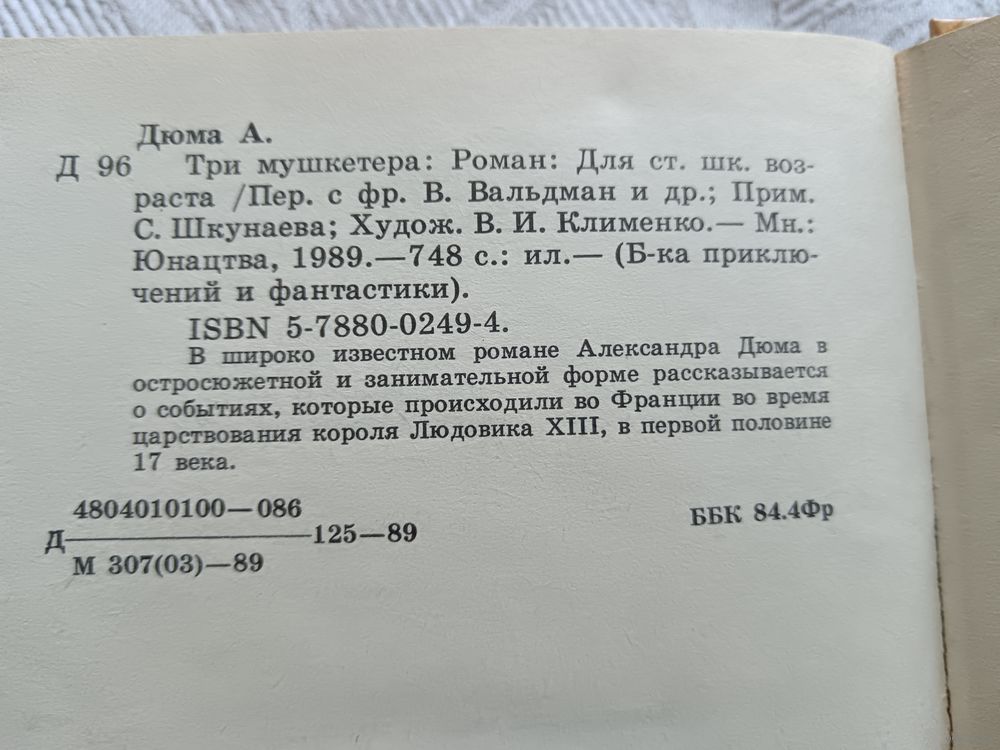 Дюма А.
Д 96 Три мушкетера: Роман: Для ст. шк. воз-
раста /Пер. с фр. В. Вальдман и др.; Прим.
С. Шкунаева; Худож. В. И. Клименко.— Мн.:
Юнацтва, 1989.—748 с.: ил.— (Б-ка приклю-
чений и фантастики).
ISBN 5-7880-0249-4.
В широко известном романе Александра Дюма в
остросюжетной и занимательной форме рассказывается
о событиях, которые происходили во Франции во время
царствования короля Людовика XIII, в первой половине
17 века.
4804010100—086
Д—125—89
М 307(03)—89
ББК 84.4Фр